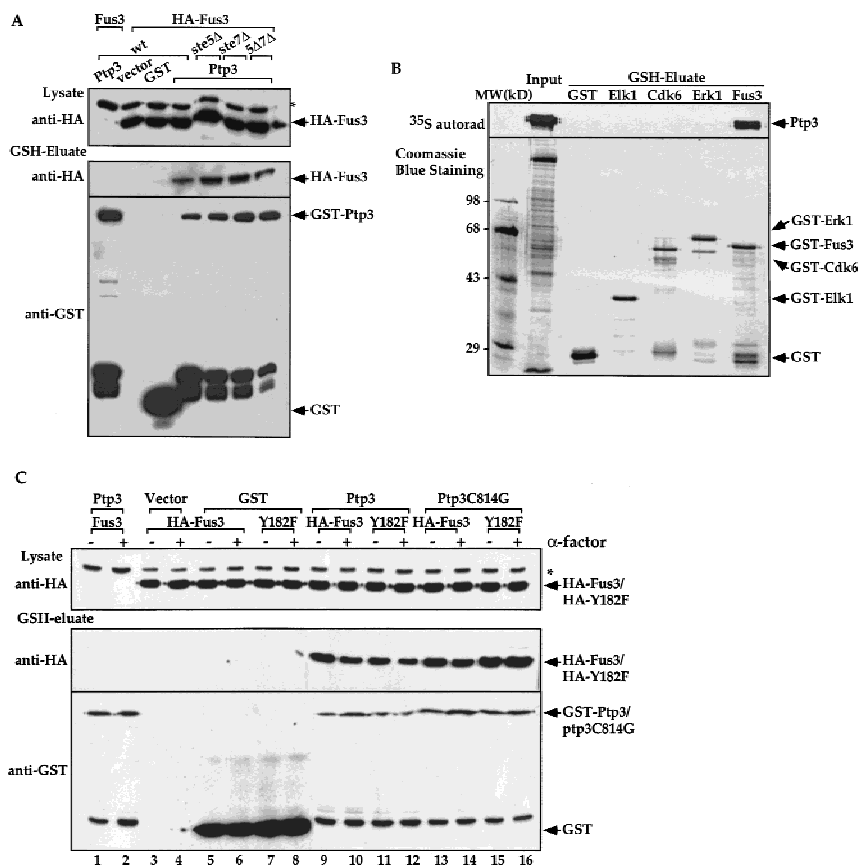 A
Fus3 HA-Fus3
wt ste5Δ ste7Δ 5Δ7Δ
Ptp3 vector GST Ptp3
Lysate
*
anti-HA HA-Fus3
GSH-Eluate
anti-HA HA-Fus3
GST-Ptp3
anti-GST
GST
B
Input GSH-Eluate
MW(kD) GST Elk1 Cdk6 Erk1 Fus3
35S autorad Ptp3
Coomassie
Blue Staining
98
68
43
29
GST-Erk1
GST-Fus3
GST-Cdk6
GST-Elk1
GST
C
Ptp3 Vector GST Ptp3 Ptp3C814G
Fus3 HA-Fus3 Y182F HA-Fus3 Y182F HA-Fus3 Y182F
- + - + - + - + - + - + - + - + α-factor
Lysate
*
anti-HA HA-Fus3/
HA-Y182F
GSH-eluate
anti-HA HA-Fus3/
HA-Y182F
GST-Ptp3/
ptp3C814G
anti-GST
GST
1 2 3 4 5 6 7 8 9 10 11 12 13 14 15 16